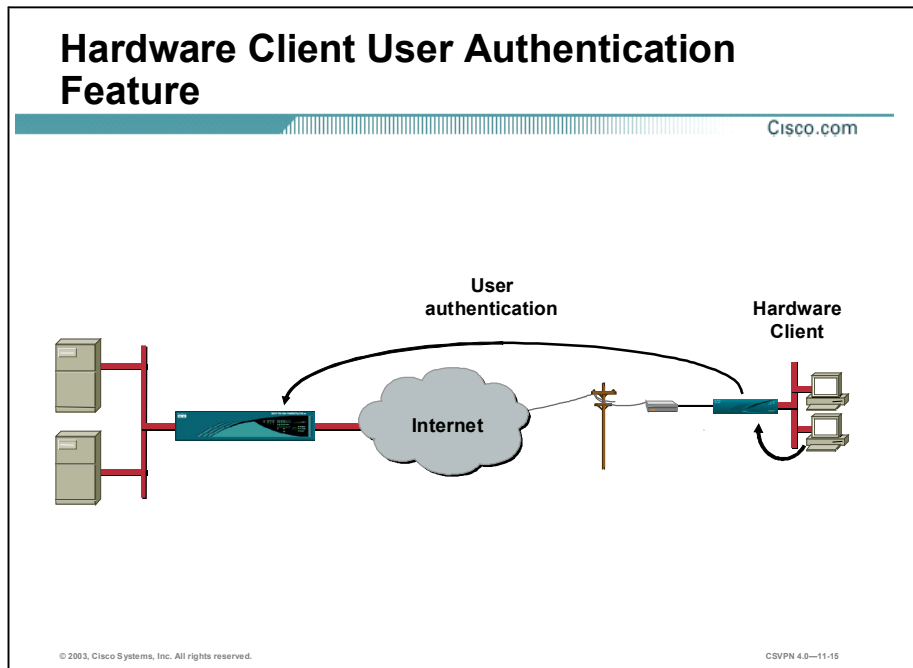 Hardware Client User Authentication
Feature
Cisco.com
User
authentication
Hardware
Client
Internet
© 2003, Cisco Systems, Inc. All rights reserved.
CSVPN 4.0—11-15